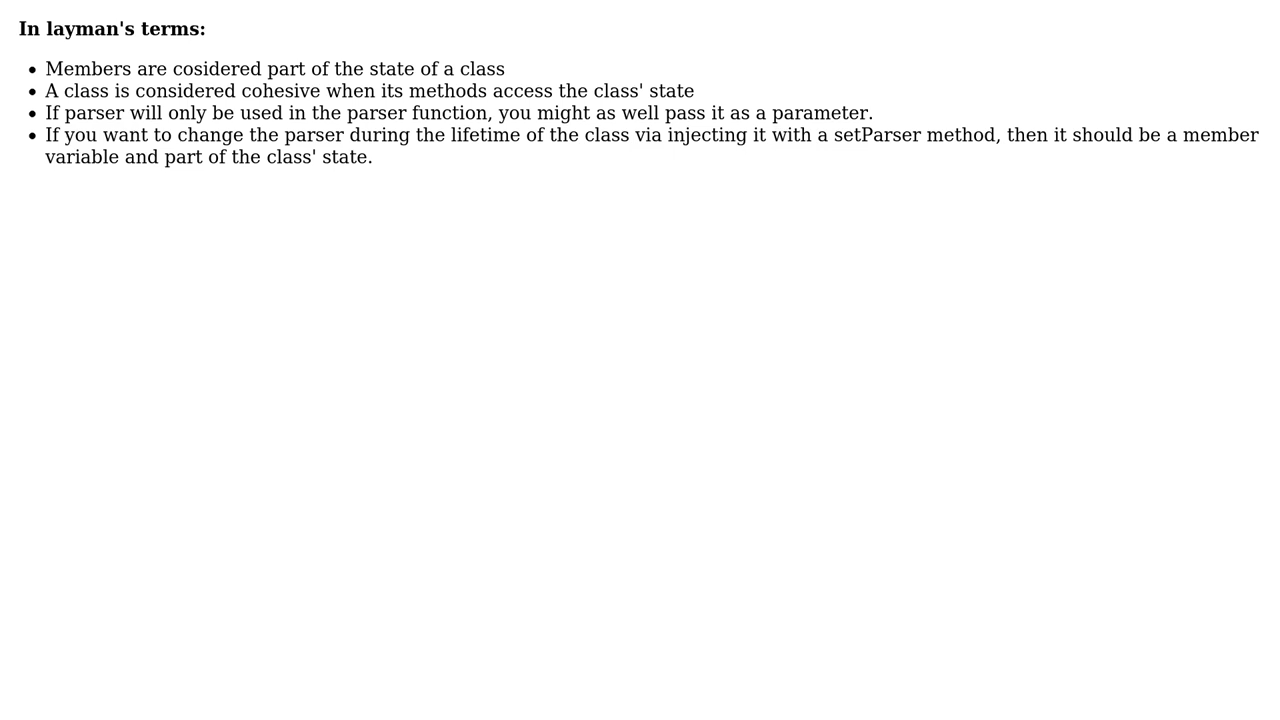 In layman's terms:
Members are cosidered part of the state of a class
A class is considered cohesive when its methods access the class' state
If parser will only be used in the parser function, you might as well pass it as a parameter.
If you want to change the parser during the lifetime of the class via injecting it with a setParser method, then it should be a member
variable and part of the class' state.